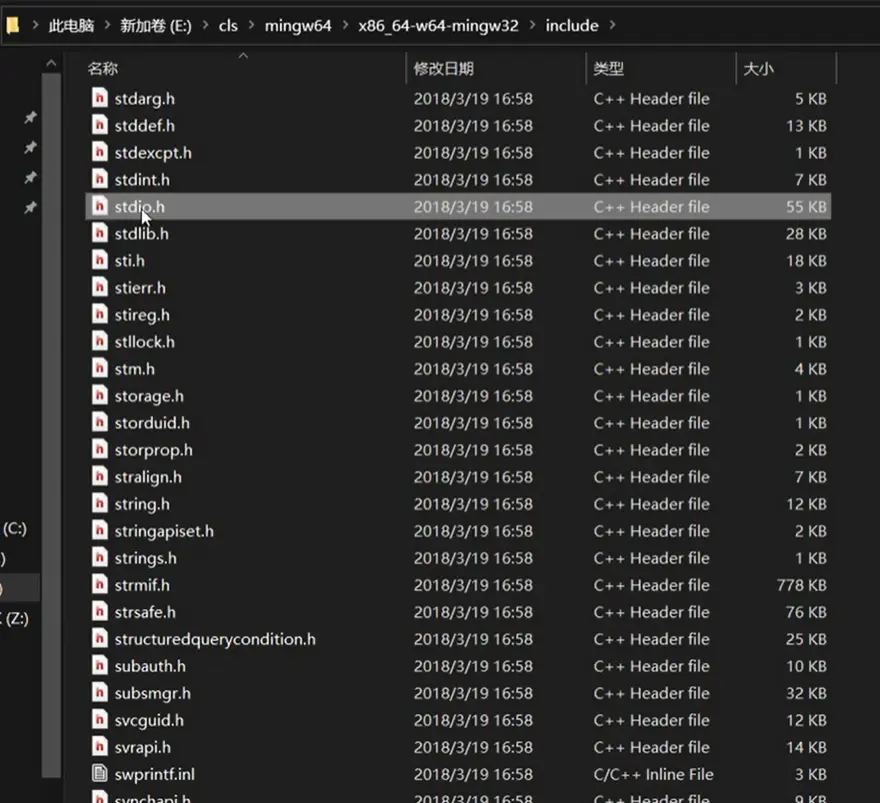 此电脑 > 新加卷 (E:) > cls > mingw64 > x86_64-w64-mingw32 > include >
名称 修改日期 类型 大小
stdarg.h 2018/3/19 16:58 C++ Header file 5 KB
stddef.h 2018/3/19 16:58 C++ Header file 13 KB
stdexcpt.h 2018/3/19 16:58 C++ Header file 1 KB
stdint.h 2018/3/19 16:58 C++ Header file 7 KB
stdio.h 2018/3/19 16:58 C++ Header file 55 KB
stdlib.h 2018/3/19 16:58 C++ Header file 28 KB
sti.h 2018/3/19 16:58 C++ Header file 18 KB
stierr.h 2018/3/19 16:58 C++ Header file 3 KB
stireg.h 2018/3/19 16:58 C++ Header file 2 KB
stllock.h 2018/3/19 16:58 C++ Header file 1 KB
stm.h 2018/3/19 16:58 C++ Header file 4 KB
storage.h 2018/3/19 16:58 C++ Header file 1 KB
storduid.h 2018/3/19 16:58 C++ Header file 1 KB
storprop.h 2018/3/19 16:58 C++ Header file 2 KB
stralign.h 2018/3/19 16:58 C++ Header file 7 KB
string.h 2018/3/19 16:58 C++ Header file 12 KB
(C:)
stringapiset.h 2018/3/19 16:58 C++ Header file 2 KB
)
strings.h 2018/3/19 16:58 C++ Header file 1 KB
)
strmif.h 2018/3/19 16:58 C++ Header file 778 KB
(Z:)
strsafe.h 2018/3/19 16:58 C++ Header file 76 KB
structuredquerycondition.h 2018/3/19 16:58 C++ Header file 25 KB
subauth.h 2018/3/19 16:58 C++ Header file 10 KB
subsmgr.h 2018/3/19 16:58 C++ Header file 32 KB
svcguid.h 2018/3/19 16:58 C++ Header file 12 KB
svrapi.h 2018/3/19 16:58 C++ Header file 14 KB
swprintf.inl 2018/3/19 16:58 C/C++ Inline File 3 KB
synchapi.h 2018/3/19 16:58 C++ Header file 9 KB